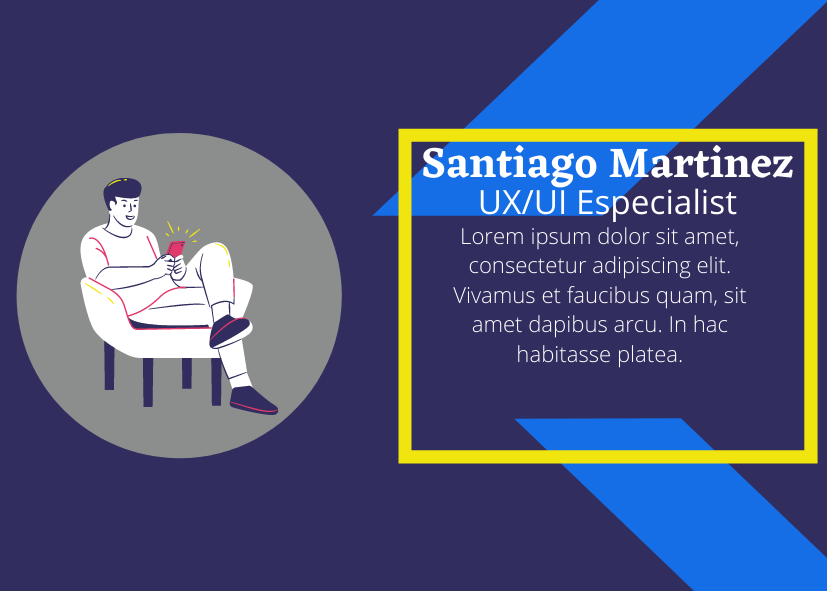 Santiago Martinez
UX/UI Especialist
Lorem ipsum dolor sit amet,
consectetur adipiscing elit.
Vivamus et faucibus quam, sit
amet dapibus arcu. In hac
habitasse platea.